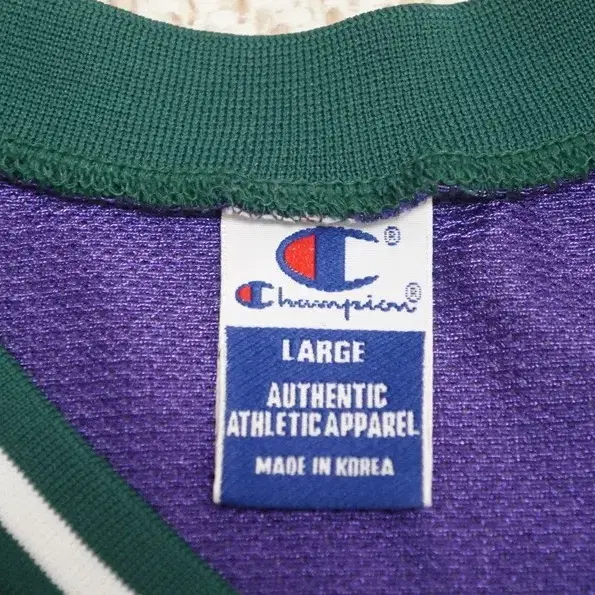 ®
Champion®
LARGE
AUTHENTIC
ATHLETIC APPAREL
MADE IN KOREA